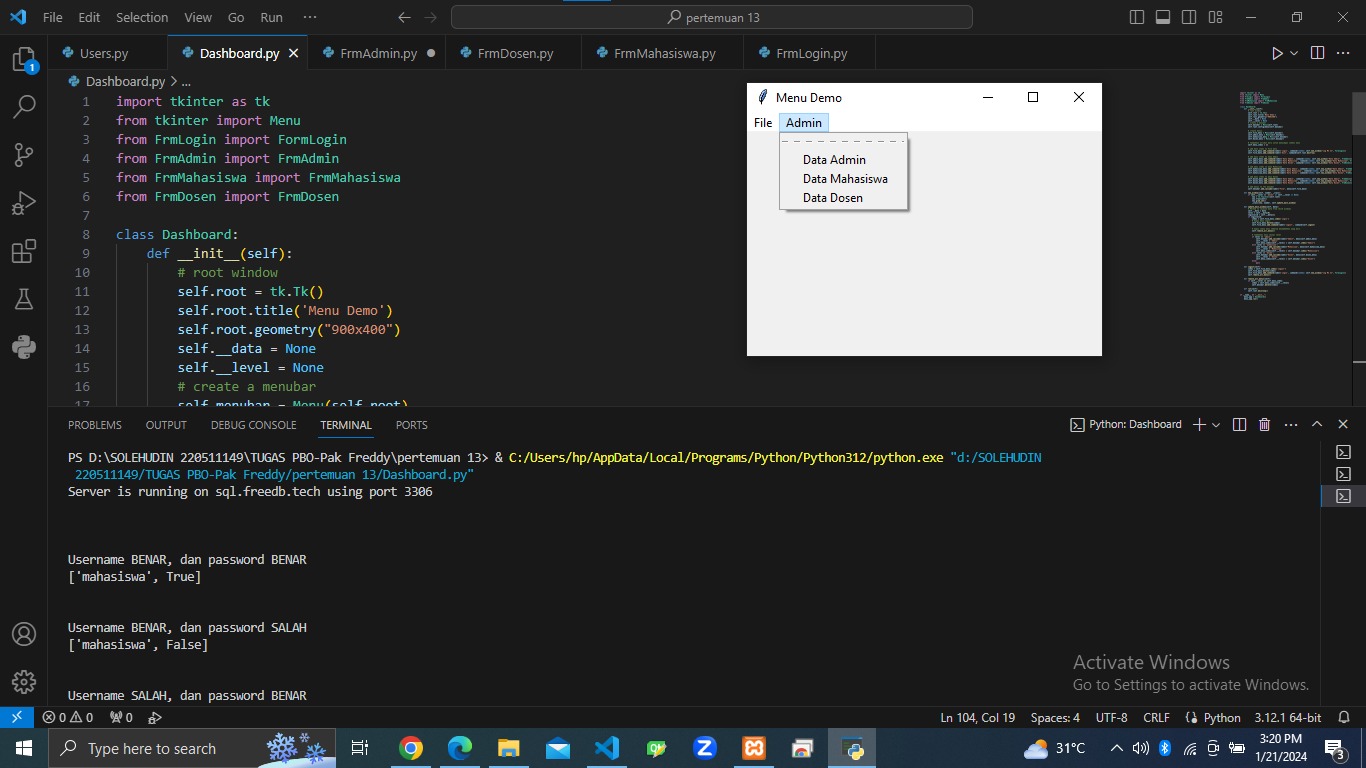 File Edit Selection View Go Run ··· pertemuan 13
Users.py Dashboard.py FrmAdmin.py FrmDosen.py FrmMahasiswa.py FrmLogin.py
Dashboard.py > ...
1 import tkinter as tk
2 from tkinter import Menu
3 from FrmLogin import FormLogin
4 from FrmAdmin import FrmAdmin
5 from FrmMahasiswa import FrmMahasiswa
6 from FrmDosen import FrmDosen
7
8 class Dashboard:
9 def __init__(self):
10 # root window
11 self.root = tk.Tk()
12 self.root.title('Menu Demo')
13 self.root.geometry("900x400")
14 self.__data = None
15 self.__level = None
16 # create a menubar
17 self.menubar = Menu(self.root)
Menu Demo
File Admin
Data Admin
Data Mahasiswa
Data Dosen
PROBLEMS OUTPUT DEBUG CONSOLE TERMINAL PORTS
Python: Dashboard
PS D:\SOLEHUDIN 220511149\TUGAS PBO-Pak Freddy\pertemuan 13> & C:/Users/hp/AppData/Local/Programs/Python/Python312/python.exe "d:/SOLEHUDIN
220511149/TUGAS PBO-Pak Freddy/pertemuan 13/Dashboard.py"
Server is running on sql.freedb.tech using port 3306
Username BENAR, dan password BENAR
['mahasiswa', True]
Username BENAR, dan password SALAH
['mahasiswa', False]
Username SALAH, dan password BENAR
Activate Windows
Go to Settings to activate Windows.
0 0 0 Ln 104, Col 19 Spaces: 4 UTF-8 CRLF Python 3.12.1 64-bit
Type here to search
31°C
3:20 PM
1/21/2024
3
1